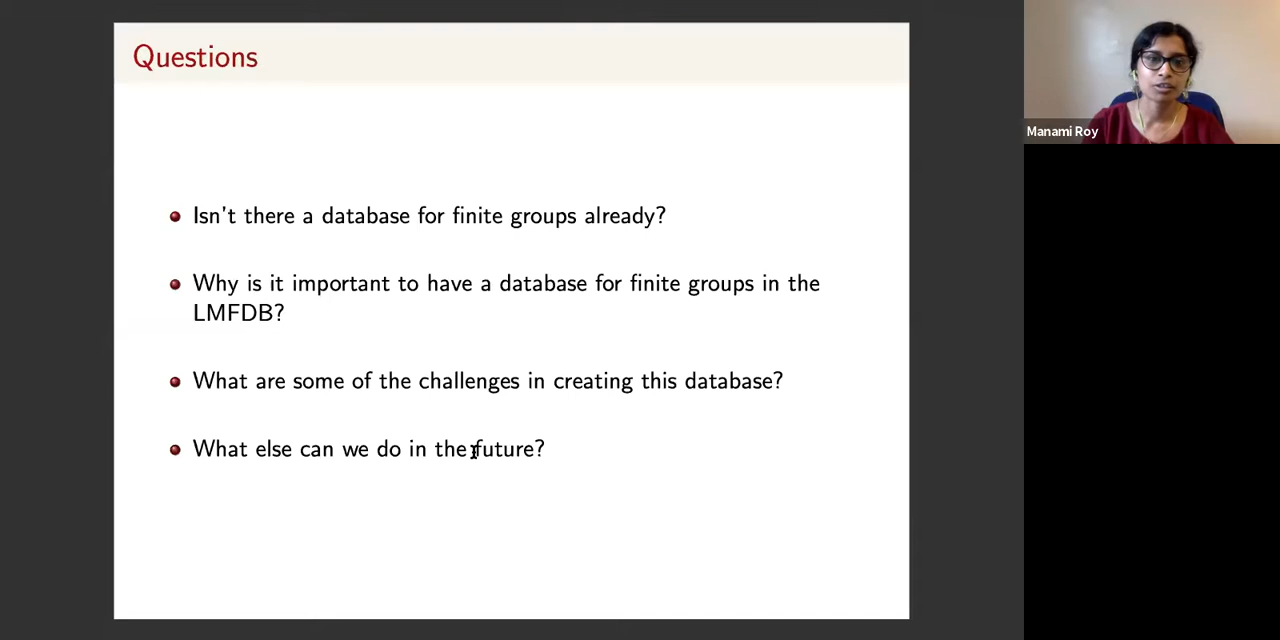 Questions
Isn't there a database for finite groups already?
Why is it important to have a database for finite groups in the
LMFDB?
What are some of the challenges in creating this database?
What else can we do in the future?
Manami Roy